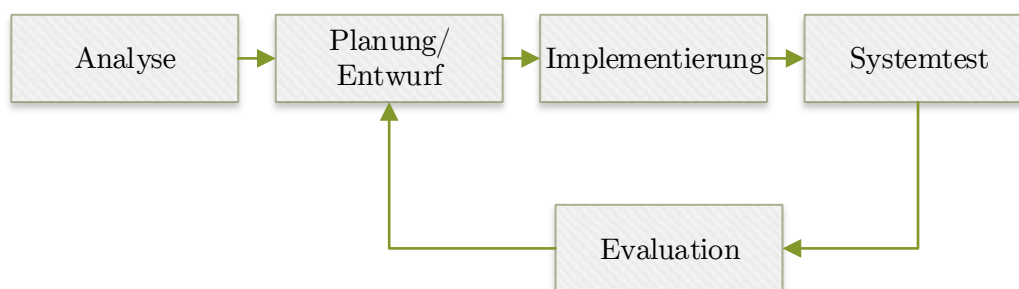 Analyse
Planung/
Entwurf
Implementierung
Systemtest
Evaluation